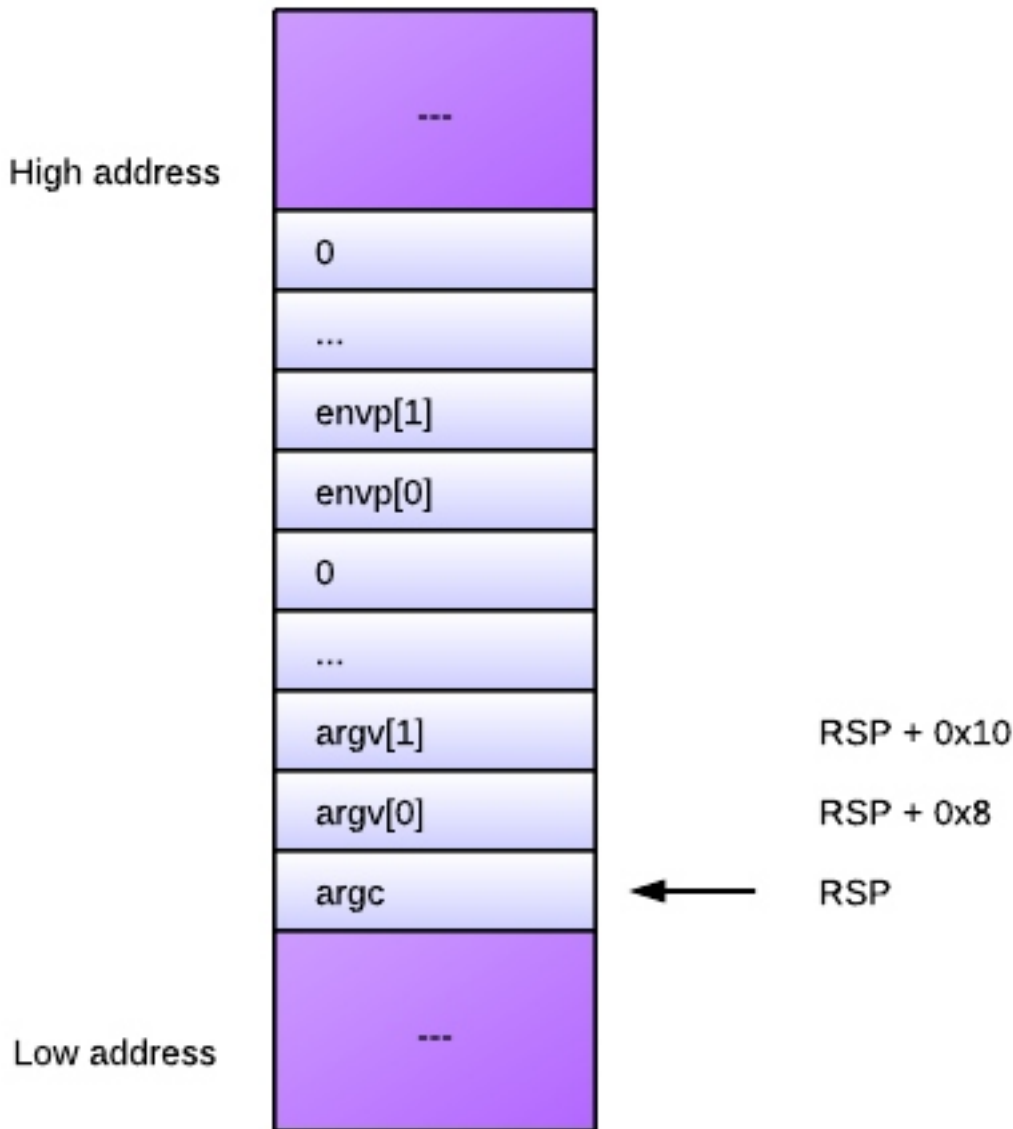 ---
High address
0
...
envp[1]
envp[0]
0
...
argv[1] RSP + 0x10
argv[0] RSP + 0x8
argc RSP
---
Low address